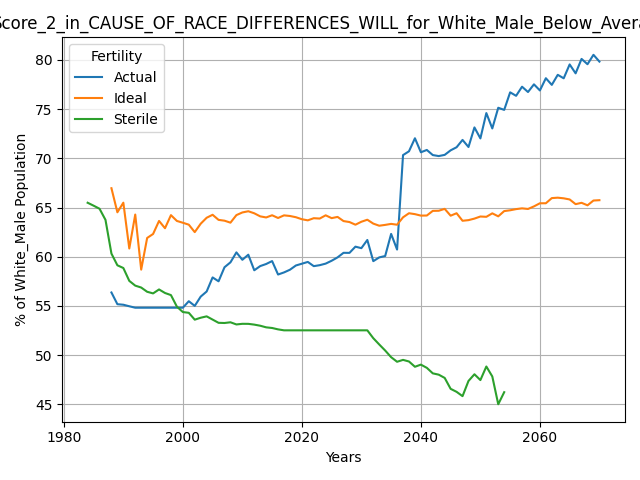 Score_2_in_CAUSE_OF_RACE_DIFFERENCES_WILL_for_White_Male_Below_Avera
Fertility
Actual
Ideal
Sterile
% of White_Male Population
80
75
70
65
60
55
50
45
1980
2000
2020
2040
2060
Years